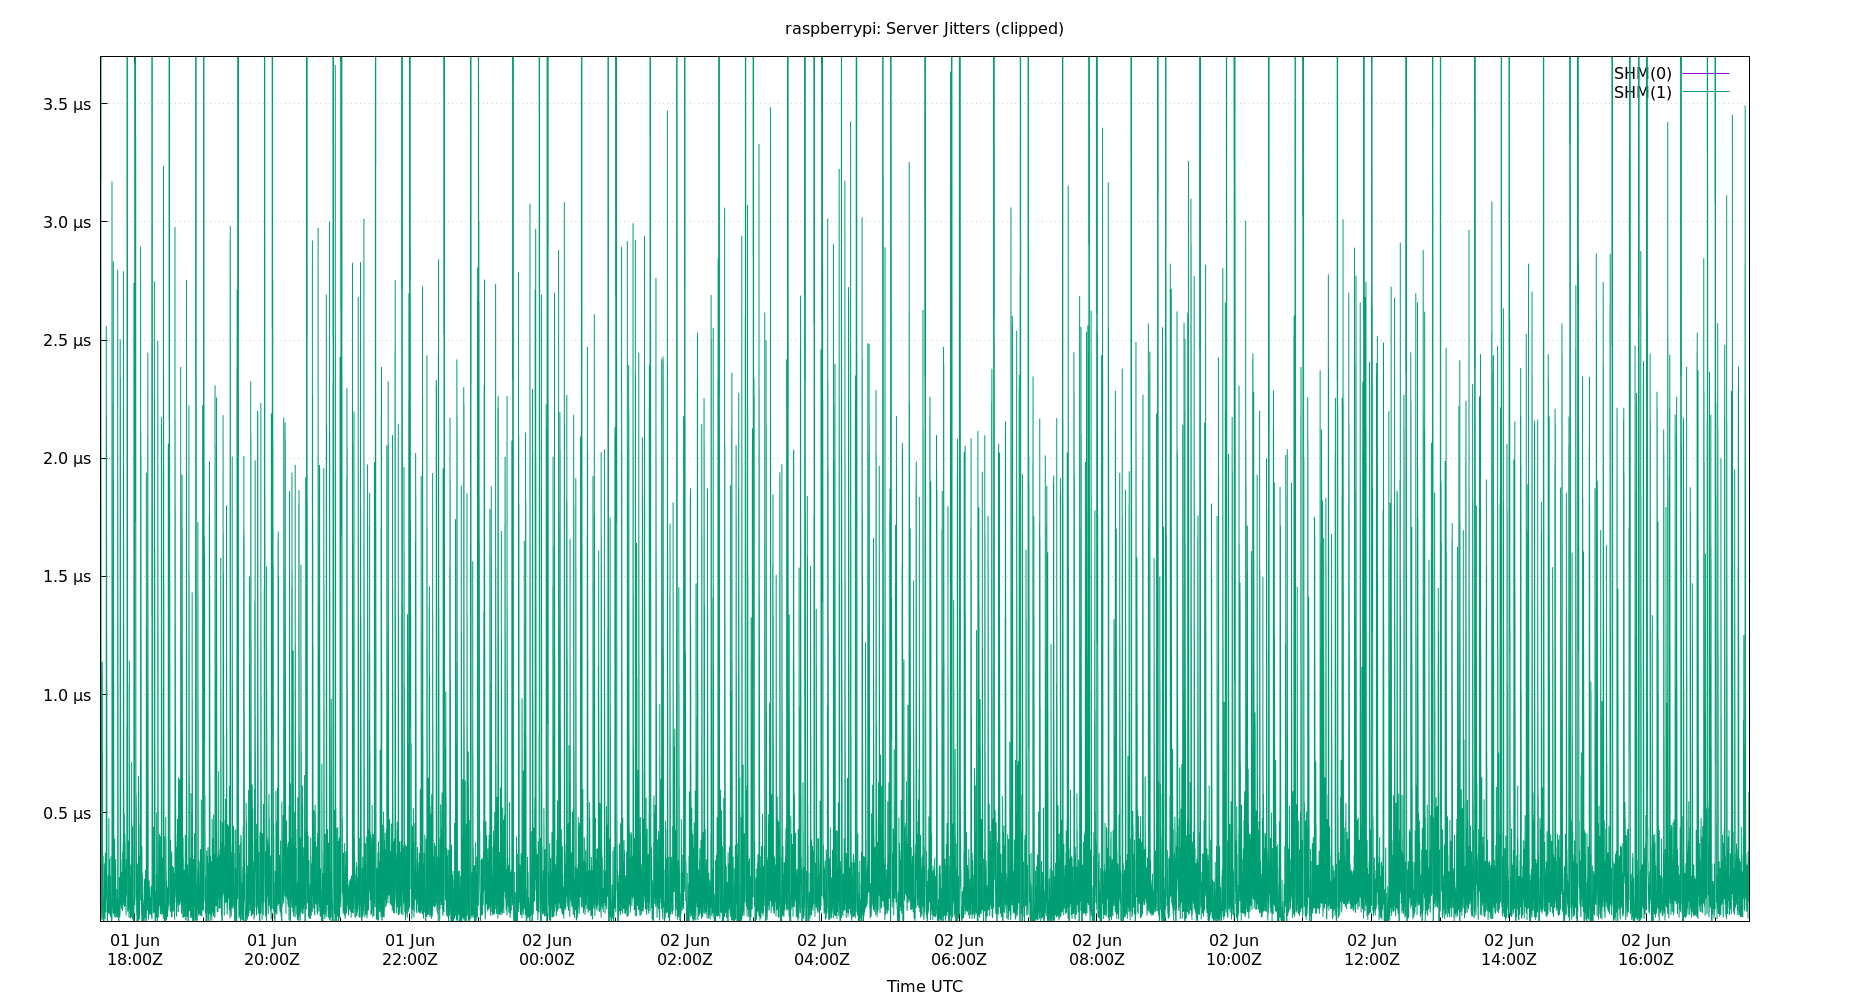 raspberrypi: Server Jitters (clipped)
SHM(0)
SHM(1)
3.5 µs
3.0 µs
2.5 µs
2.0 µs
1.5 µs
1.0 µs
0.5 µs
01 Jun 01 Jun 01 Jun 02 Jun 02 Jun 02 Jun 02 Jun 02 Jun 02 Jun 02 Jun 02 Jun 02 Jun
18:00Z 20:00Z 22:00Z 00:00Z 02:00Z 04:00Z 06:00Z 08:00Z 10:00Z 12:00Z 14:00Z 16:00Z
Time UTC